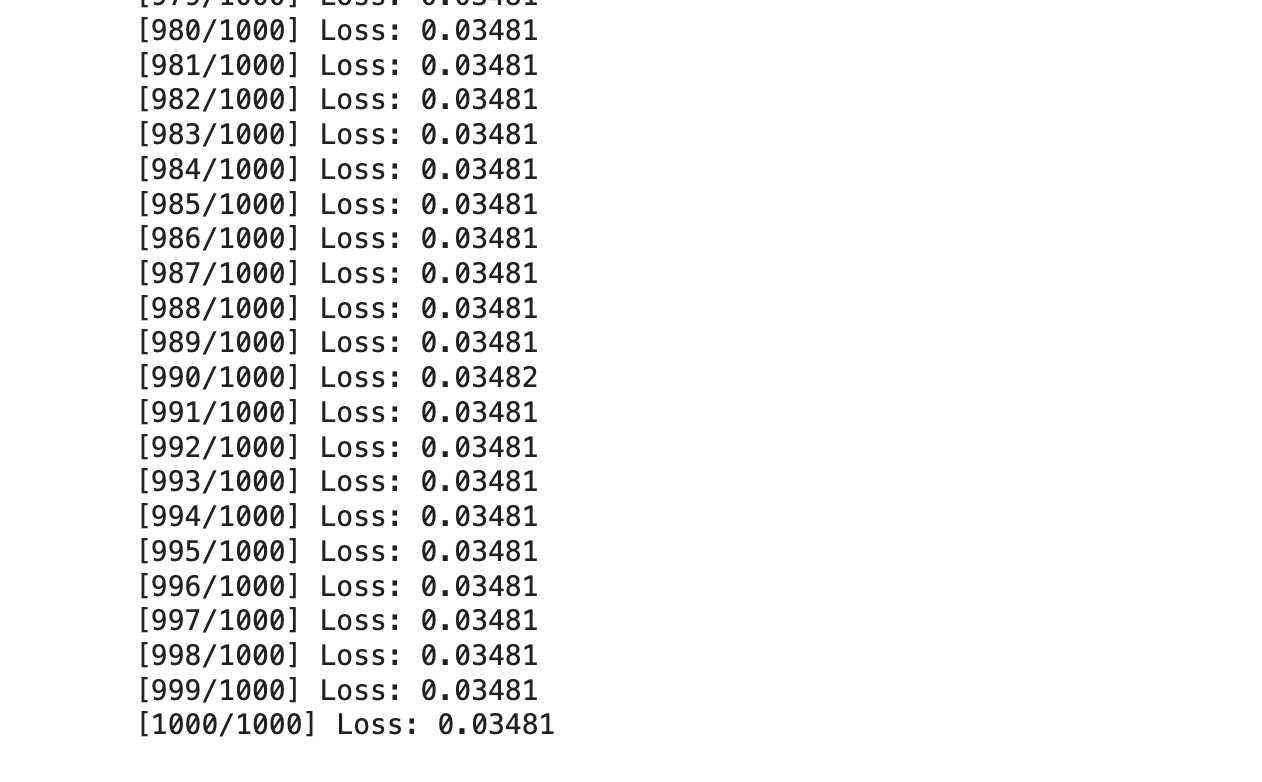 [979/1000] Loss: 0.03481
[980/1000] Loss: 0.03481
[981/1000] Loss: 0.03481
[982/1000] Loss: 0.03481
[983/1000] Loss: 0.03481
[984/1000] Loss: 0.03481
[985/1000] Loss: 0.03481
[986/1000] Loss: 0.03481
[987/1000] Loss: 0.03481
[988/1000] Loss: 0.03481
[989/1000] Loss: 0.03481
[990/1000] Loss: 0.03482
[991/1000] Loss: 0.03481
[992/1000] Loss: 0.03481
[993/1000] Loss: 0.03481
[994/1000] Loss: 0.03481
[995/1000] Loss: 0.03481
[996/1000] Loss: 0.03481
[997/1000] Loss: 0.03481
[998/1000] Loss: 0.03481
[999/1000] Loss: 0.03481
[1000/1000] Loss: 0.03481